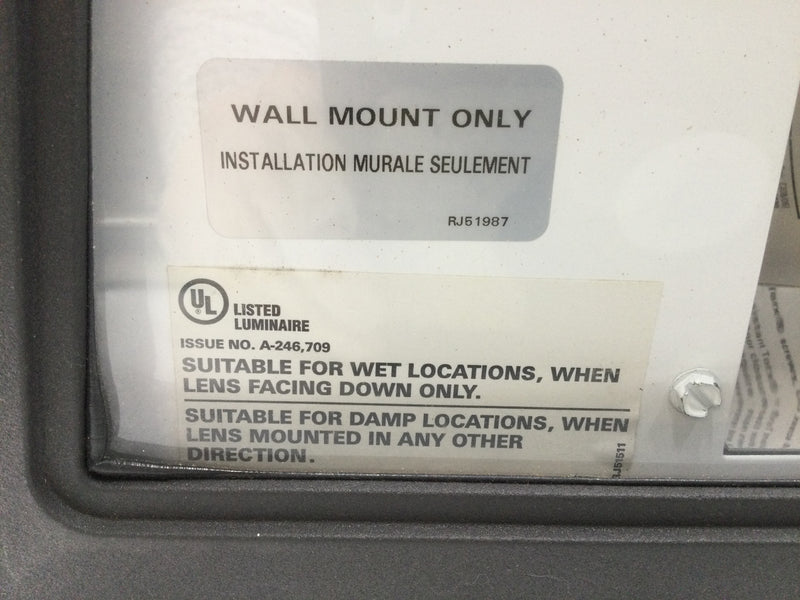 WALL MOUNT ONLY
INSTALLATION MURALE SEULEMENT
RJ51987
UL
®
LISTED
LUMINAIRE
ISSUE NO. A-246,709
SUITABLE FOR WET LOCATIONS, WHEN
LENS FACING DOWN ONLY.
SUITABLE FOR DAMP LOCATIONS, WHEN
LENS MOUNTED IN ANY OTHER
DIRECTION.
RJ51511